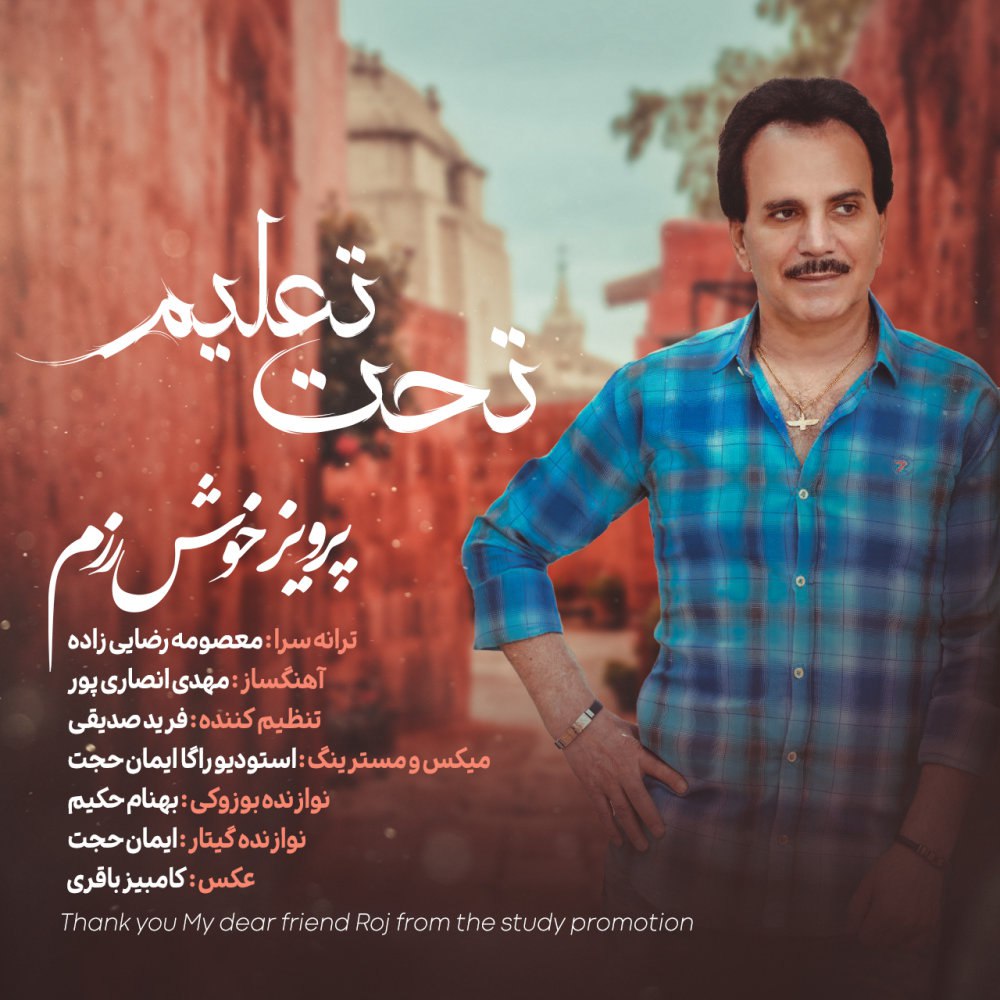 تحت تعلیم
پرویز خوش رزم
ترانه سرا : معصومه رضایی زاده
آهنگساز : مهدی انصاری پور
تنظیم کننده : فرید صدیقی
میکس و مسترینگ : استودیو راگا ایمان حجت
نوازنده بوزوکی : بهنام حکیم
نوازنده گیتار : ایمان حجت
عکس : کامبیز باقری
Thank you My dear friend Roj from the study promotion